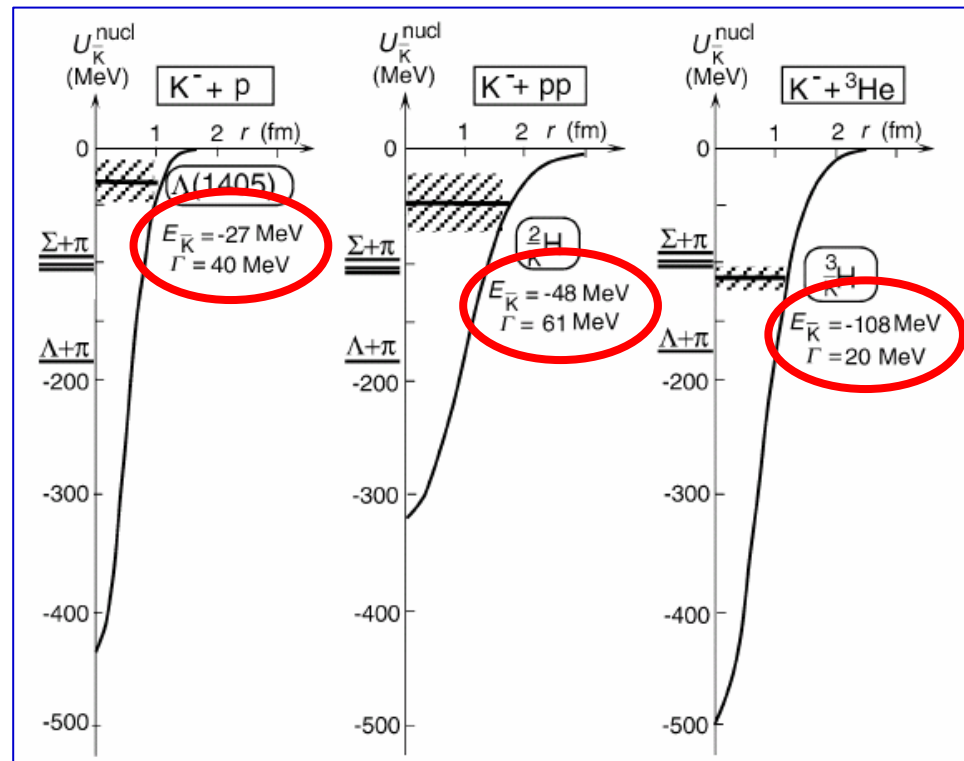 U_K̄^nucl
(MeV)
K⁻ + p
1 2 r (fm)
0
Λ(1405)
E_K̄ = -27 MeV
Γ = 40 MeV
Σ+π
Λ+π
-200
-300
-400
-500
U_K̄^nucl
(MeV)
K⁻ + pp
1 2 r (fm)
0
²_K̄H
E_K̄ = -48 MeV
Γ = 61 MeV
Σ+π
Λ+π
-200
-300
-400
-500
U_K̄^nucl
(MeV)
K⁻ + ³He
1 2 r (fm)
0
³_K̄H
E_K̄ = -108 MeV
Γ = 20 MeV
Σ+π
Λ+π
-200
-300
-400
-500